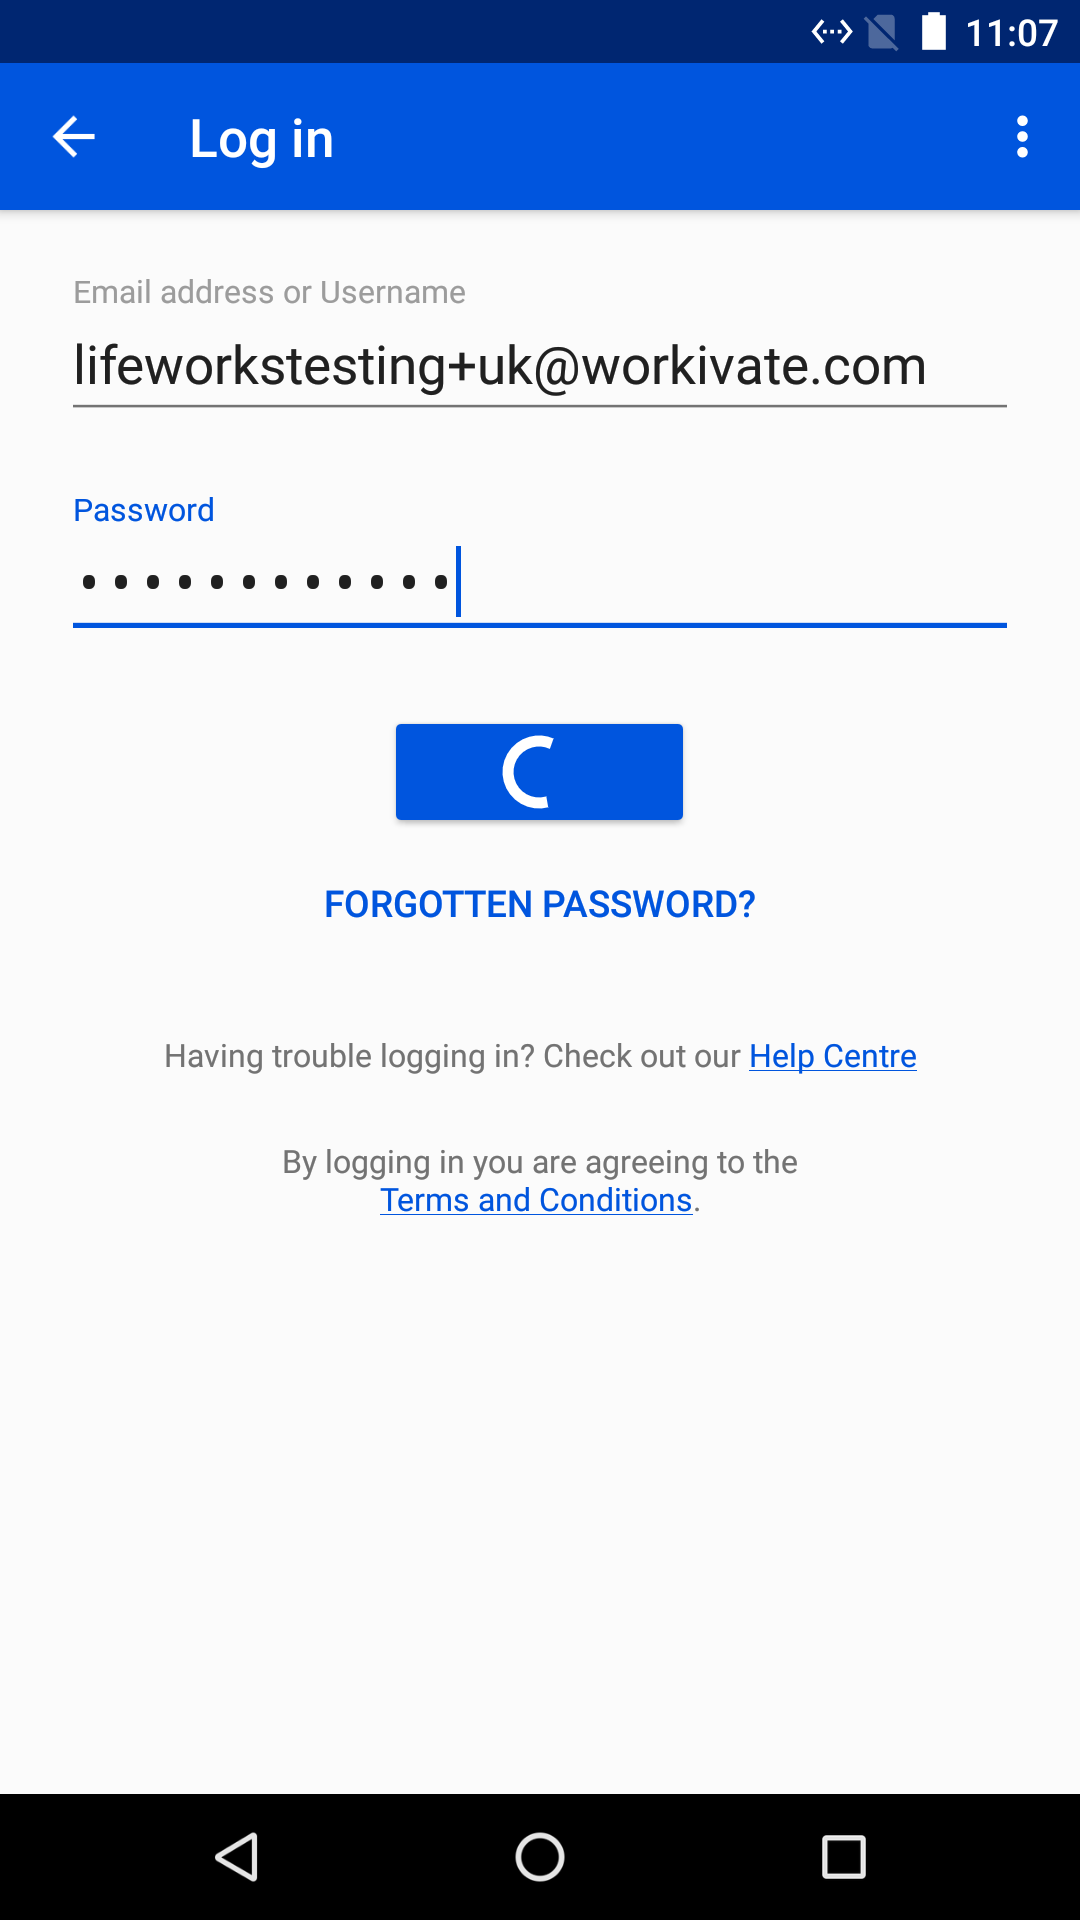 11:07
Log in
Email address or Username
lifeworkstesting+uk@workivate.com
Password
••••••••••••
FORGOTTEN PASSWORD?
Having trouble logging in? Check out our Help Centre
By logging in you are agreeing to the
Terms and Conditions.